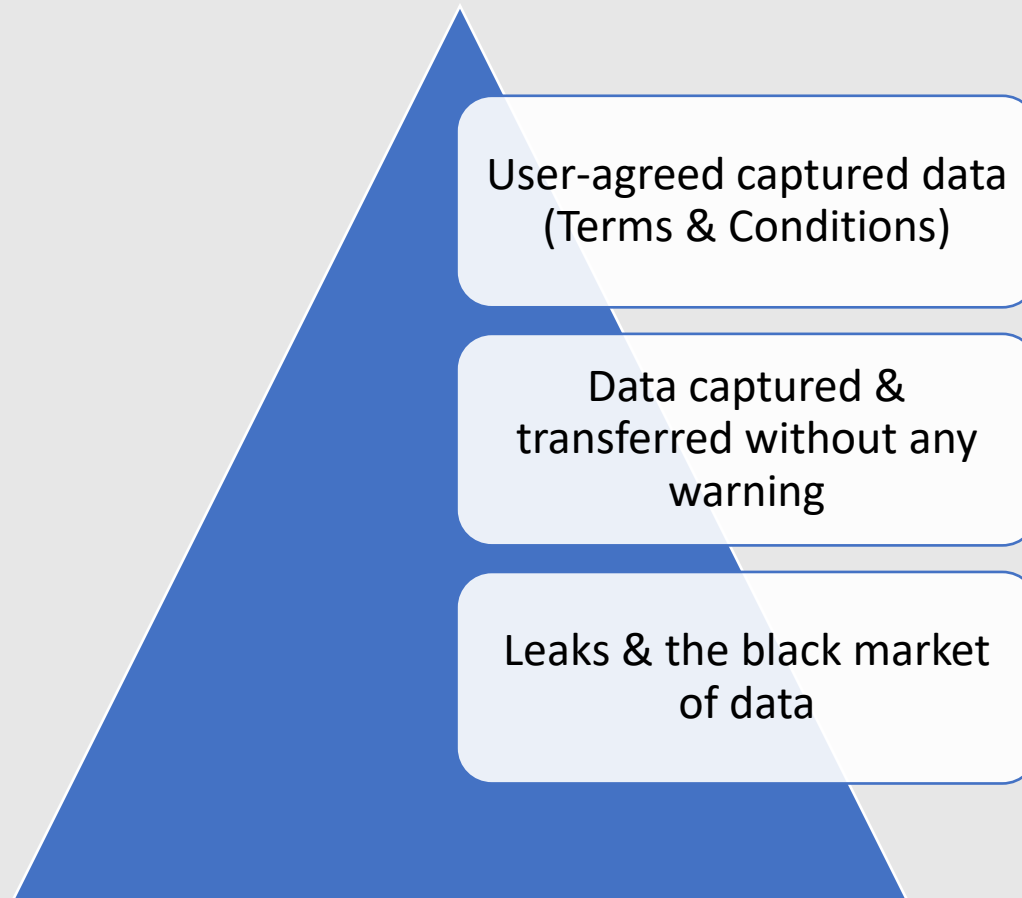 User-agreed captured data
(Terms & Conditions)
Data captured &
transferred without any
warning
Leaks & the black market
of data